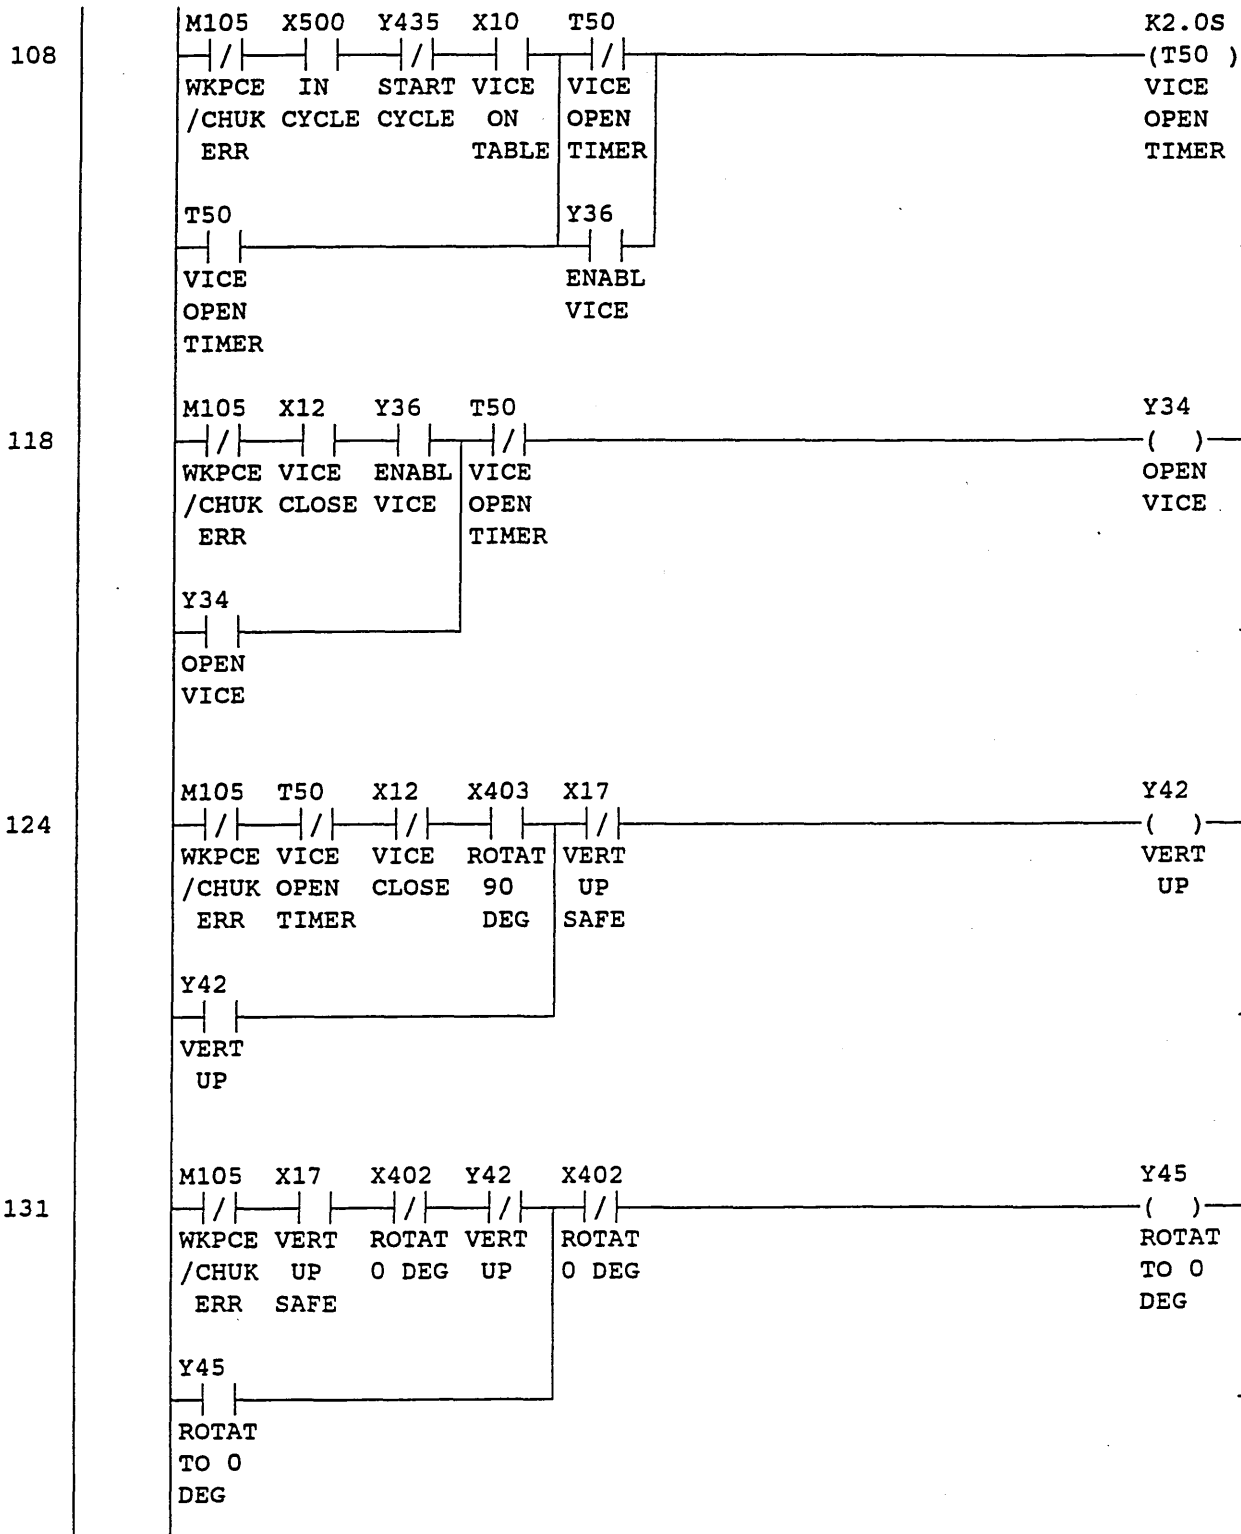 M105 X500 Y435 X10 T50 K2.0S
108 (T50 )
WKPCE IN START VICE VICE VICE
/CHUK CYCLE CYCLE ON OPEN OPEN
ERR TABLE TIMER TIMER
T50 Y36
VICE ENABL
OPEN VICE
TIMER
M105 X12 Y36 T50 Y34
118 ( )
WKPCE VICE ENABL VICE OPEN
/CHUK CLOSE VICE OPEN VICE
ERR TIMER
Y34
OPEN
VICE
M105 T50 X12 X403 X17 Y42
124 ( )
WKPCE VICE VICE ROTAT VERT VERT
/CHUK OPEN CLOSE 90 UP UP
ERR TIMER DEG SAFE
Y42
VERT
UP
M105 X17 X402 Y42 X402 Y45
131 ( )
WKPCE VERT ROTAT VERT ROTAT ROTAT
/CHUK UP 0 DEG UP 0 DEG TO 0
ERR SAFE DEG
Y45
ROTAT
TO 0
DEG